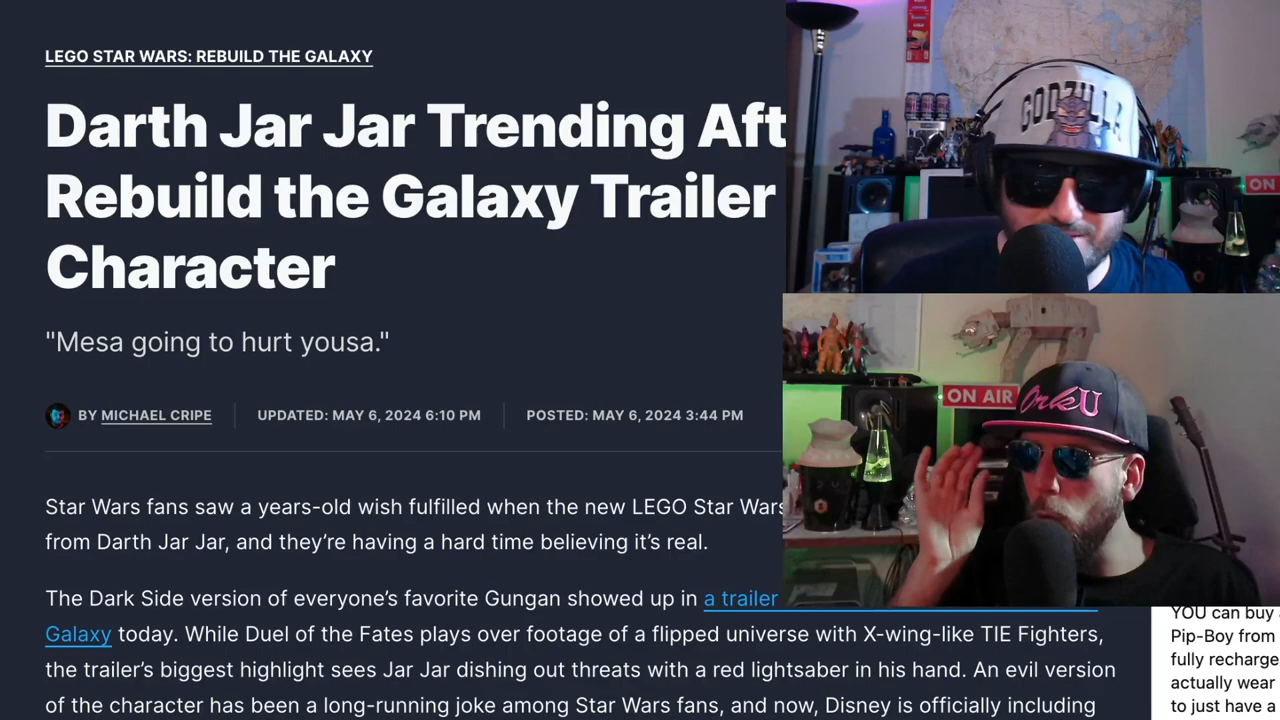 LEGO STAR WARS: REBUILD THE GALAXY
Darth Jar Jar Trending Aft
Rebuild the Galaxy Trailer
Character
"Mesa going to hurt yousa."
BY MICHAEL CRIPE
UPDATED: MAY 6, 2024 6:10 PM
POSTED: MAY 6, 2024 3:44 PM
Star Wars fans saw a years-old wish fulfilled when the new LEGO Star Wars
from Darth Jar Jar, and they’re having a hard time believing it’s real.
The Dark Side version of everyone’s favorite Gungan showed up in a trailer
Galaxy today. While Duel of the Fates plays over footage of a flipped universe with X-wing-like TIE Fighters,
the trailer’s biggest highlight sees Jar Jar dishing out threats with a red lightsaber in his hand. An evil version
of the character has been a long-running joke among Star Wars fans, and now, Disney is officially including
GODZILLA
ON
ON AIR
OnkU
YOU can buy
Pip-Boy from
fully recharge
actually wear
to just have a